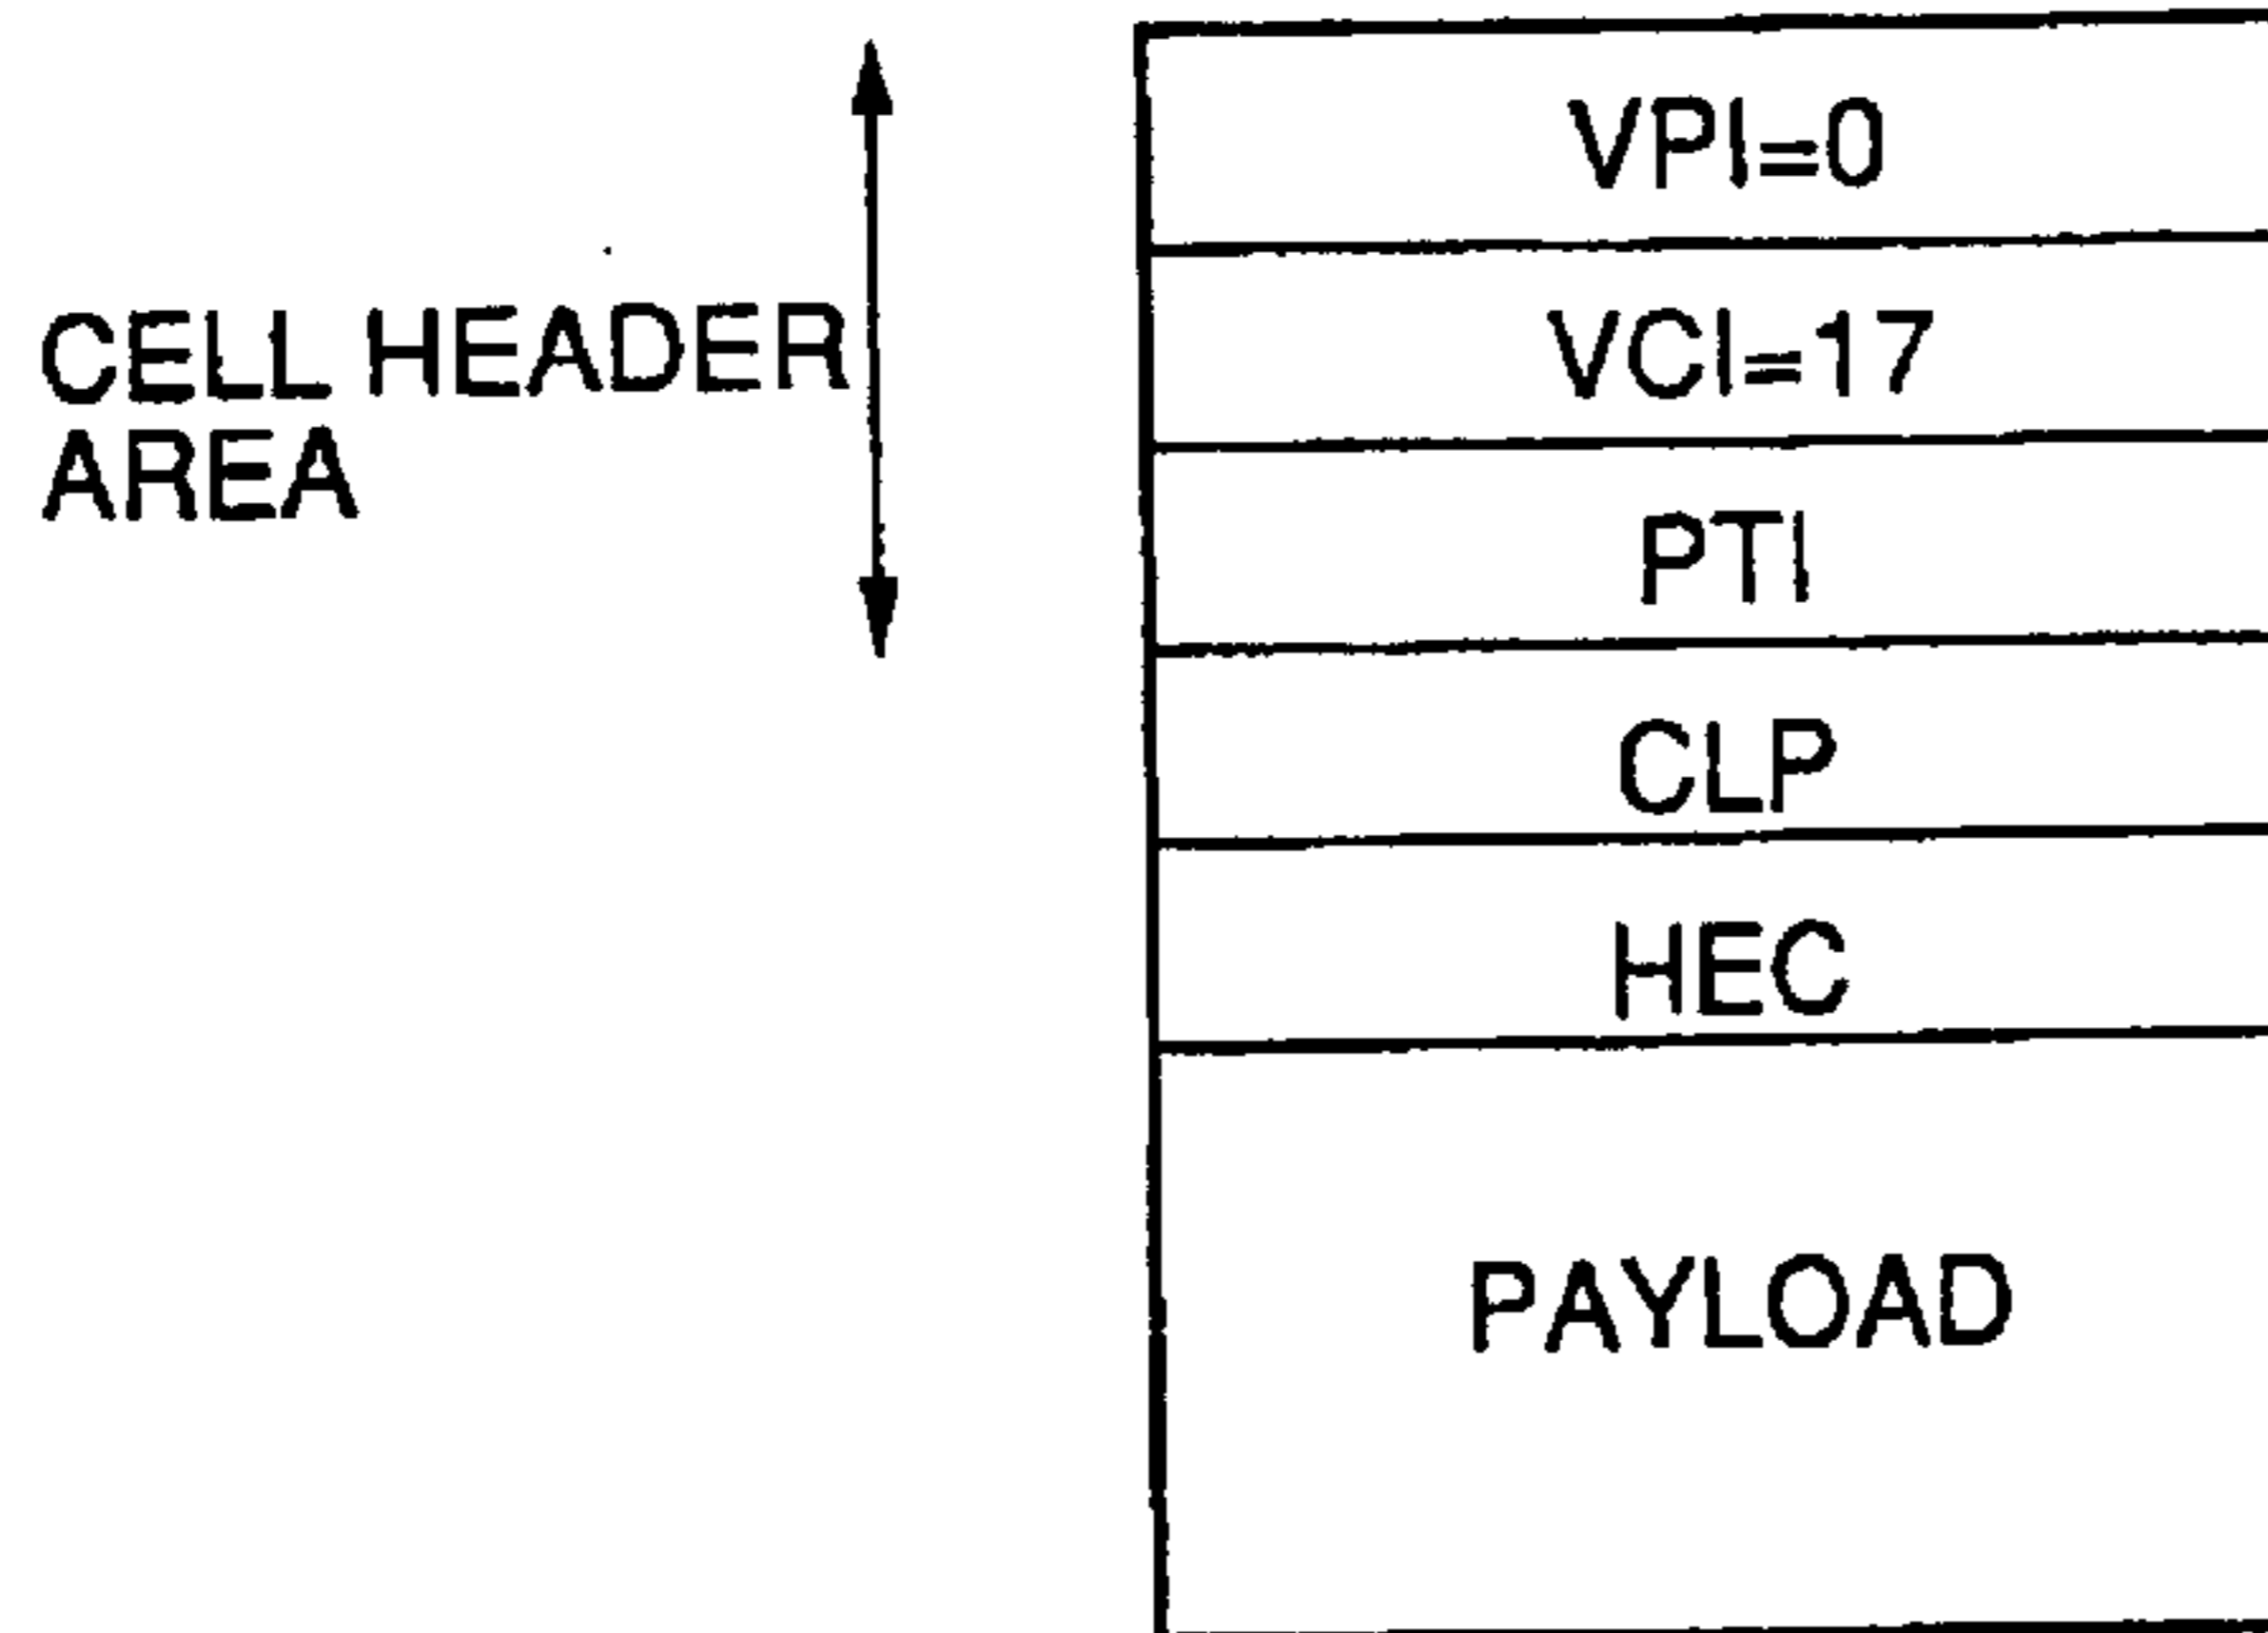 CELL HEADER
AREA
VPI=0
VCI=17
PTI
CLP
HEC
PAYLOAD